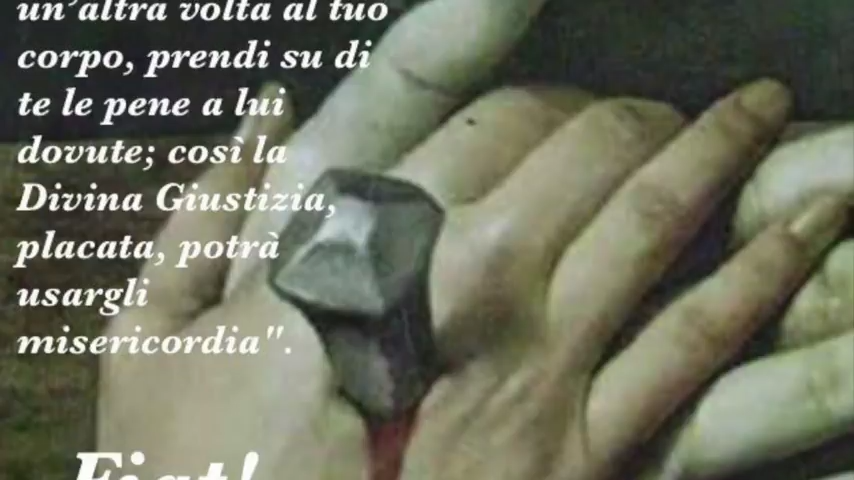 un'altra volta al tuo
corpo, prendi su di
te le pene a lui
dovute; così la
Divina Giustizia,
placata, potrà
usargli
misericordia".
Fiat!